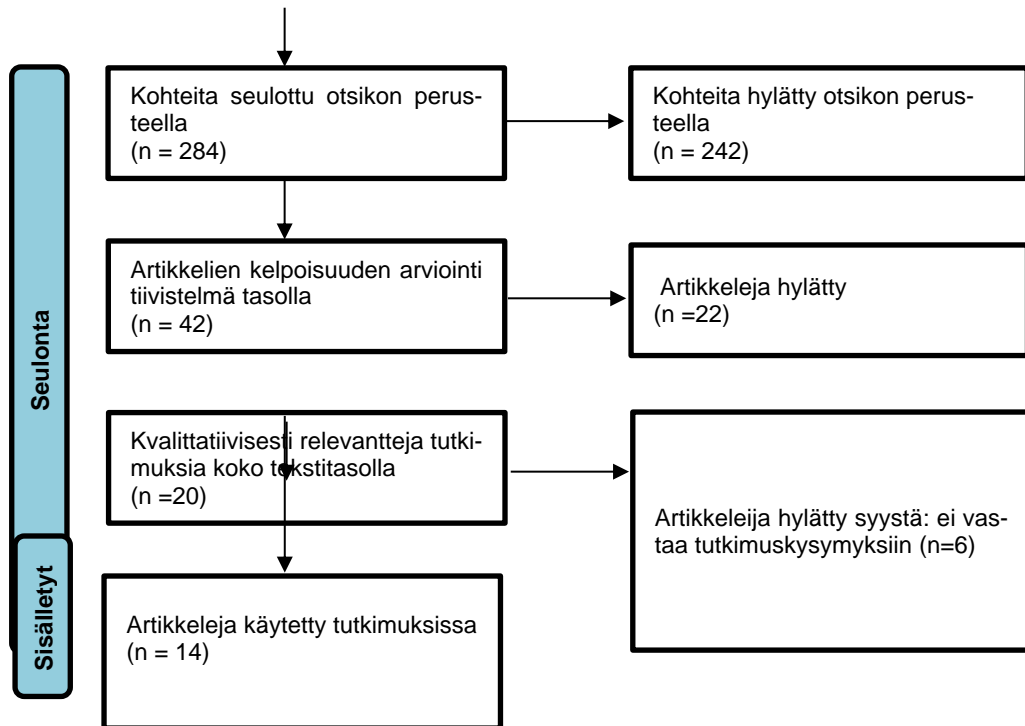 Kohteita seulottu otsikon perus-
teella
(n = 284)
Kohteita hylätty otsikon perus-
teella
(n = 242)
Artikkelien kelpoisuuden arviointi
tiivistelmä tasolla
(n = 42)
Artikkeleja hylätty
(n =22)
Seulonta
Kvalittatiivisesti relevantteja tutki-
muksia koko tekstitasolla
(n =20)
Artikkeleija hylätty syystä: ei vas-
taa tutkimuskysymyksiin (n=6)
Sisälletyt
Artikkeleja käytetty tutkimuksissa
(n = 14)